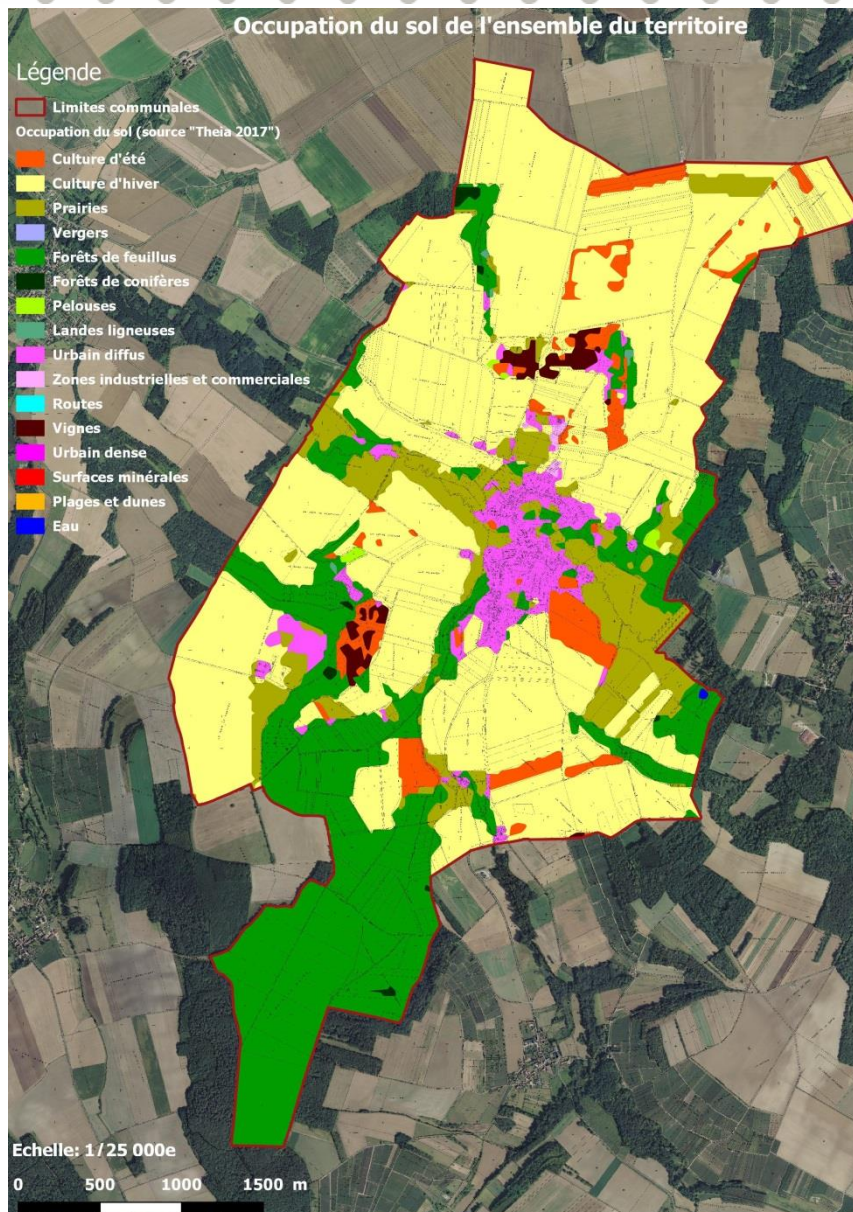 Occupation du sol de l'ensemble du territoire
Légende
Limites communales
Occupation du sol (source "Theia 2017")
Culture d'été
Culture d'hiver
Prairies
Vergers
Forêts de feuillus
Forêts de conifères
Pelouses
Landes ligneuses
Urbain diffus
Zones industrielles et commerciales
Routes
Vignes
Urbain dense
Surfaces minérales
Plages et dunes
Eau
Echelle: 1/25 000e
0 500 1000 1500 m